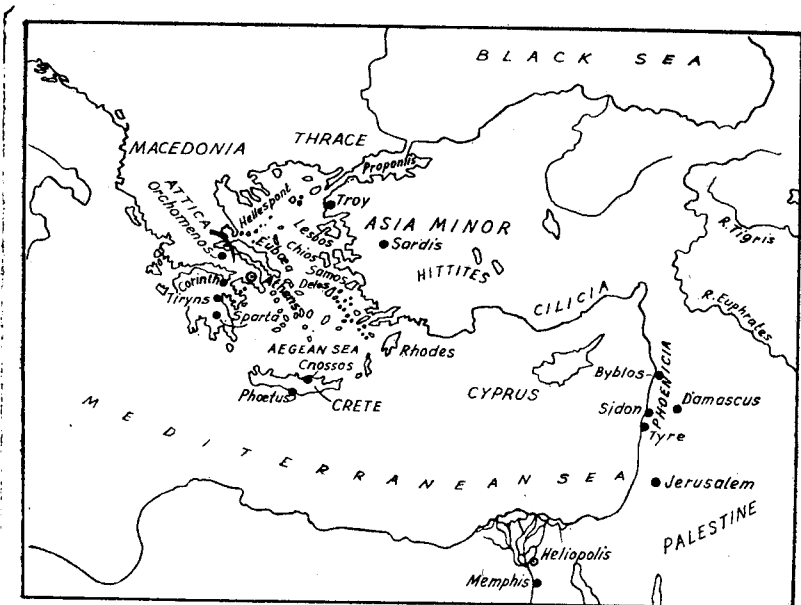 BLACK SEA
THRACE
MACEDONIA
Propontis
ATTICA
Orchomenos
Hellespont
Troy
ASIA MINOR
Lesbos
Sardis
R.Tigris
Eubœa
Chios
HITTITES
Samos
Corinth
Athens
Delos
CILICIA
R.Euphrates
Tiryns
Sparta
AEGEAN SEA
Rhodes
Cnossos
Byblos
PHOENICIA
Phoetus
CRETE
CYPRUS
Sidon
Damascus
Tyre
MEDITERRANEAN SEA
Jerusalem
PALESTINE
Heliopolis
Memphis